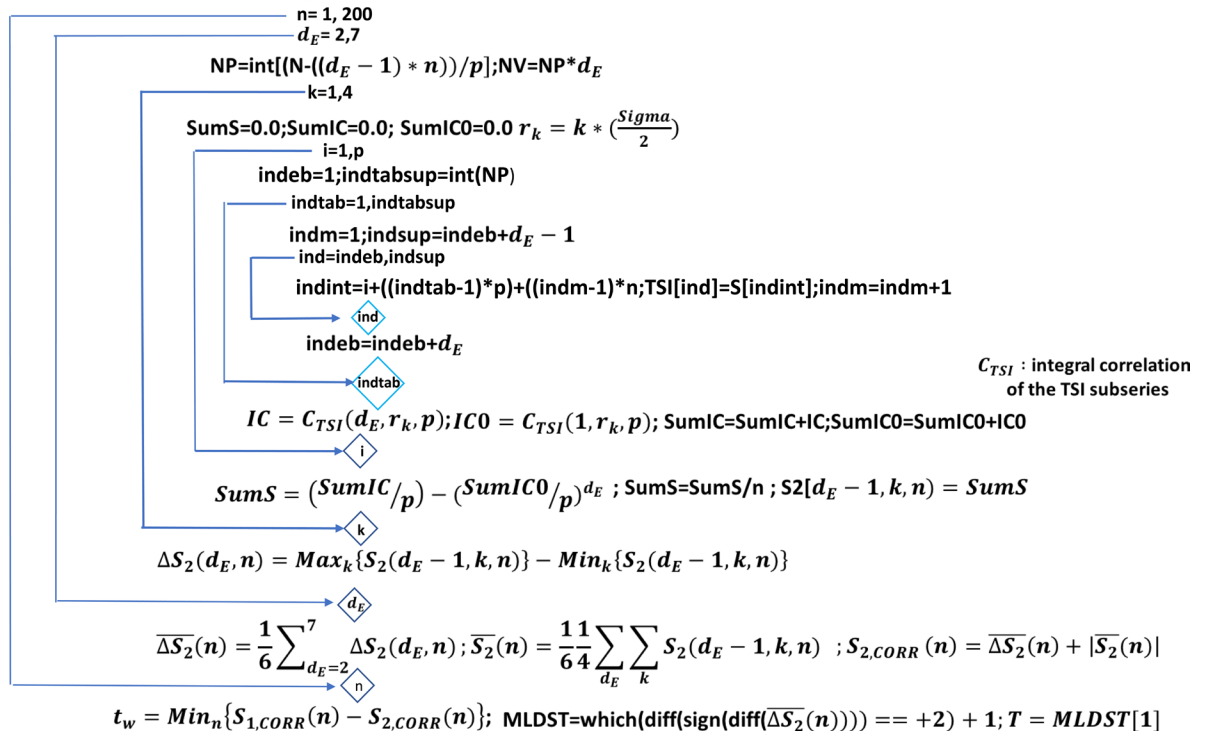 n= 1, 200
d_E= 2,7
NP=int[(N-((d_E − 1) ∗ n))/p];NV=NP*d_E
k=1,4
SumS=0.0;SumIC=0.0; SumIC0=0.0 r_k = k ∗ (Sigma/2)
i=1,p
indeb=1;indtabsup=int(NP)
indtab=1,indtabsup
indm=1;indsup=indeb+d_E − 1
ind=indeb,indsup
indint=i+((indtab-1)*p)+((indm-1)*n;TSI[ind]=S[indint];indm=indm+1
ind
indeb=indeb+d_E
C_TSI : integral correlation
of the TSI subseries
indtab
IC = C_TSI(d_E, r_k, p); IC0 = C_TSI(1, r_k, p); SumIC=SumIC+IC;SumIC0=SumIC0+IC0
i
SumS = (SumIC/p) − (SumIC0/p)^d_E ; SumS=SumS/n ; S2[d_E − 1, k, n) = SumS
k
ΔS_2(d_E, n) = Max_k{S_2(d_E − 1, k, n)} − Min_k{S_2(d_E − 1, k, n)}
d_E
\overline{ΔS_2}(n) = \frac{1}{6} ∑_{d_E=2}^{7} ΔS_2(d_E, n) ; \overline{S_2}(n) = \frac{1}{6}\frac{1}{4} ∑_{d_E} ∑_k S_2(d_E − 1, k, n) ; S_{2,CORR} (n) = \overline{ΔS_2}(n) + |\overline{S_2}(n)|
n
t_w = Min_n{S_{1,CORR}(n) − S_{2,CORR}(n)}; MLDST=which(diff(sign(diff(\overline{ΔS_2}(n)))) == +2) + 1; T = MLDST[1]